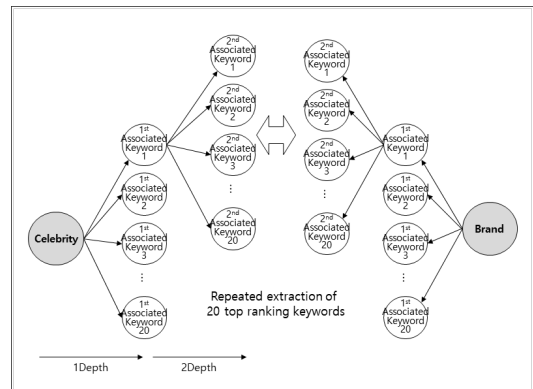 Celebrity
1st
Associated
Keyword
1
1st
Associated
Keyword
2
1st
Associated
Keyword
3
⋮
1st
Associated
Keyword
20
2nd
Associated
Keyword
1
2nd
Associated
Keyword
2
2nd
Associated
Keyword
3
⋮
2nd
Associated
Keyword
20
2nd
Associated
Keyword
1
2nd
Associated
Keyword
2
2nd
Associated
Keyword
3
⋮
2nd
Associated
Keyword
20
1st
Associated
Keyword
1
1st
Associated
Keyword
2
1st
Associated
Keyword
3
⋮
1st
Associated
Keyword
20
Brand
Repeated extraction of
20 top ranking keywords
1Depth
2Depth